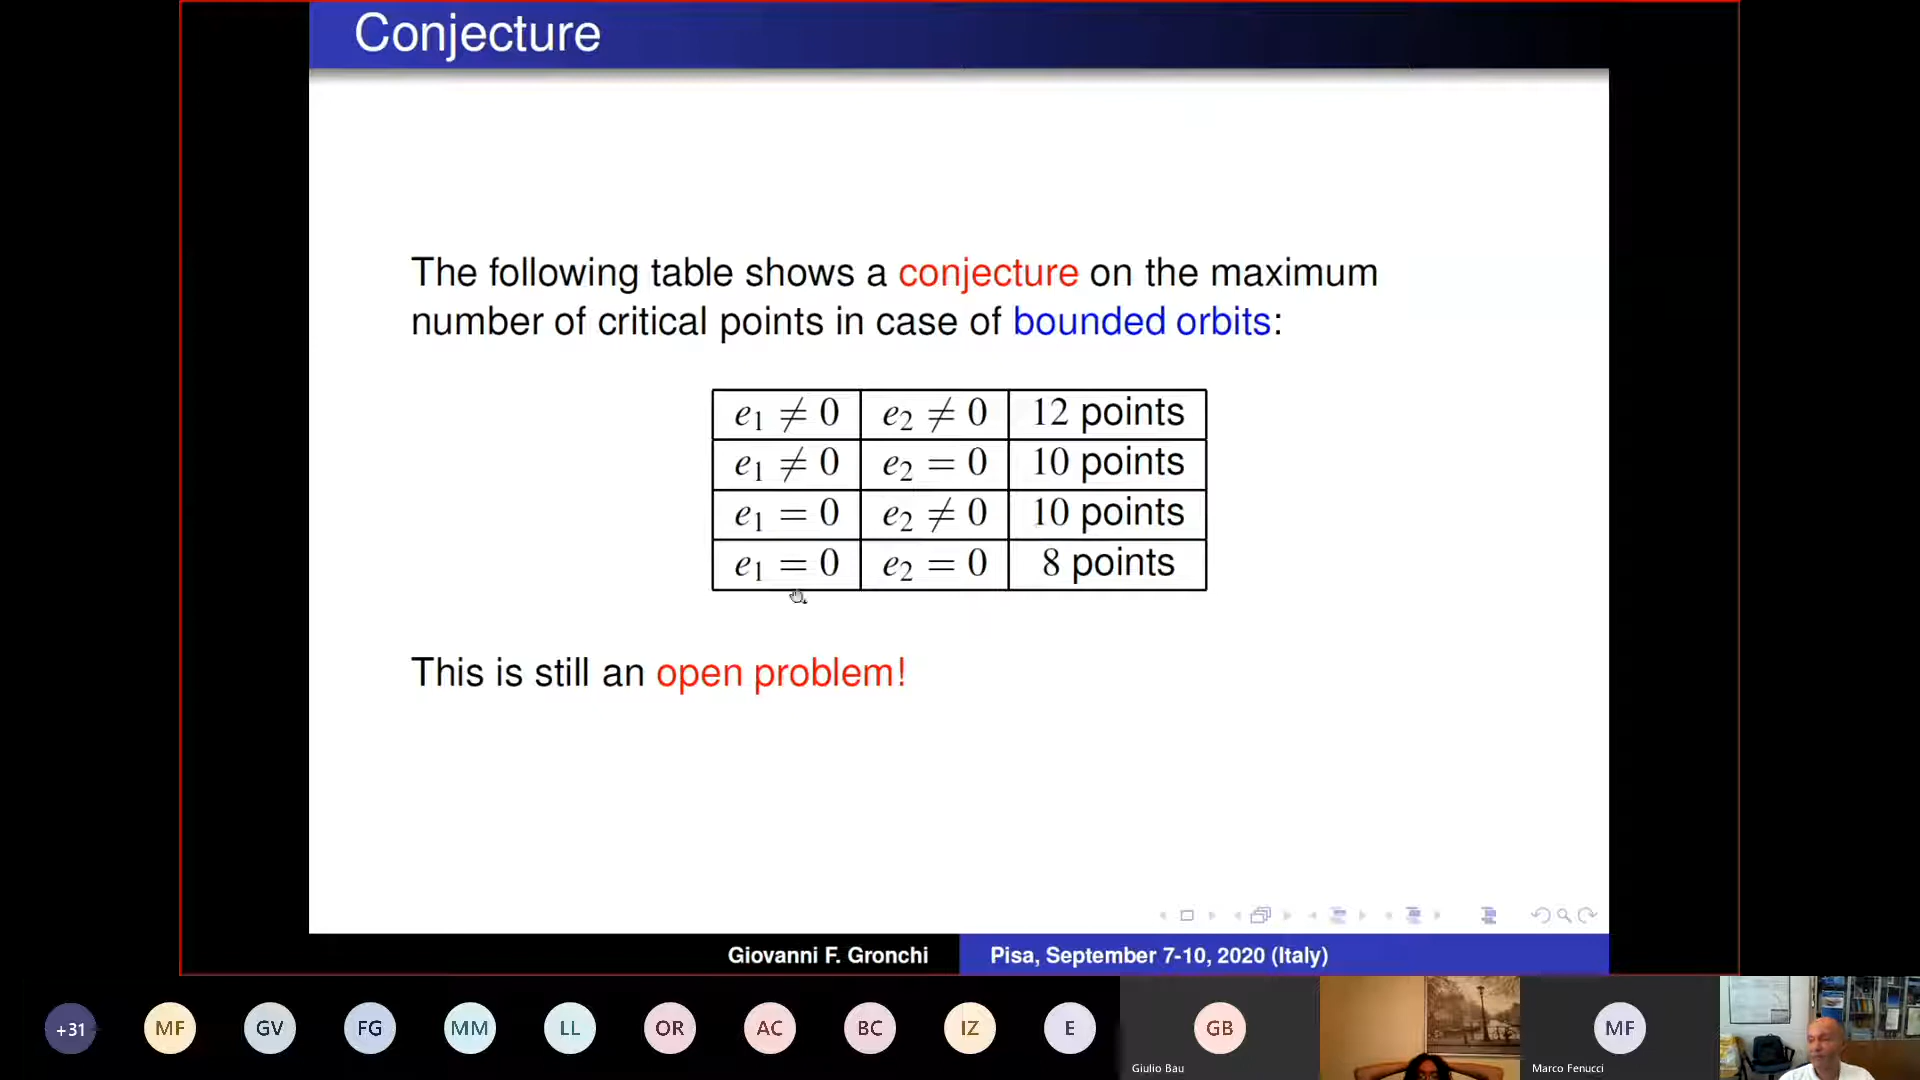 Conjecture
The following table shows a conjecture on the maximum
number of critical points in case of bounded orbits:
e₁ ≠ 0 e₂ ≠ 0 12 points
e₁ ≠ 0 e₂ = 0 10 points
e₁ = 0 e₂ ≠ 0 10 points
e₁ = 0 e₂ = 0 8 points
This is still an open problem!
Giovanni F. Gronchi Pisa, September 7-10, 2020 (Italy)
+31 MF GV FG MM LL OR AC BC IZ E GB MF
Giulio Bau Marco Fenucci